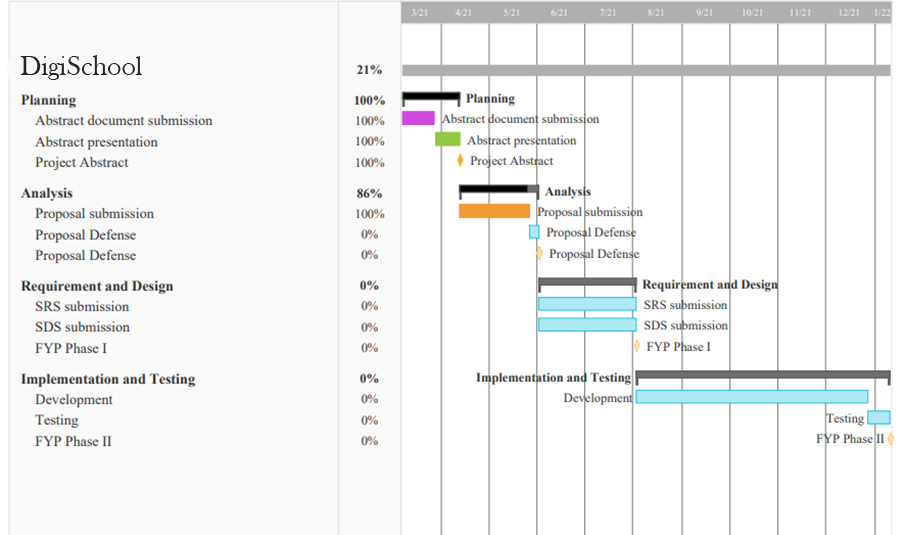 3/21 4/21 5/21 6/21 7/21 8/21 9/21 10/21 11/21 12/21 1/22
DigiSchool 21%
Planning 100% Planning
Abstract document submission 100% Abstract document submission
Abstract presentation 100% Abstract presentation
Project Abstract 100% Project Abstract
Analysis 86% Analysis
Proposal submission 100% Proposal submission
Proposal Defense 0% Proposal Defense
Proposal Defense 0% Proposal Defense
Requirement and Design 0% Requirement and Design
SRS submission 0% SRS submission
SDS submission 0% SDS submission
FYP Phase I 0% FYP Phase I
Implementation and Testing 0% Implementation and Testing
Development 0% Development
Testing 0% Testing
FYP Phase II 0% FYP Phase II